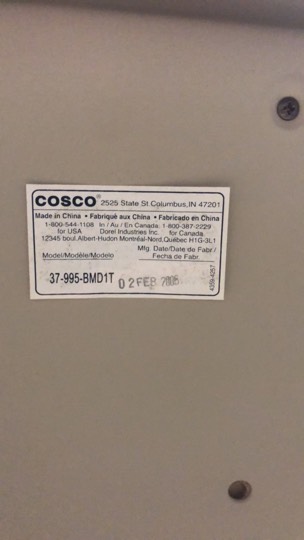 COSCO 2525 State St Columbus, IN 47201
Made in China • Fabriqué aux China • Fabricado en China
1-800-544-1108 In / Au / En Canada. 1-800-387-2229
for USA Dorel Industries Inc. for Canada
12345 boul. Albert-Hudon Montréal-Nord, Québec H1G-3L1
Mfg. Date/Date de Fabr./
Model/Modèle/Modelo Fecha de Fabr.
37-995-BMD1T 02 FEB 2005
4359-4267